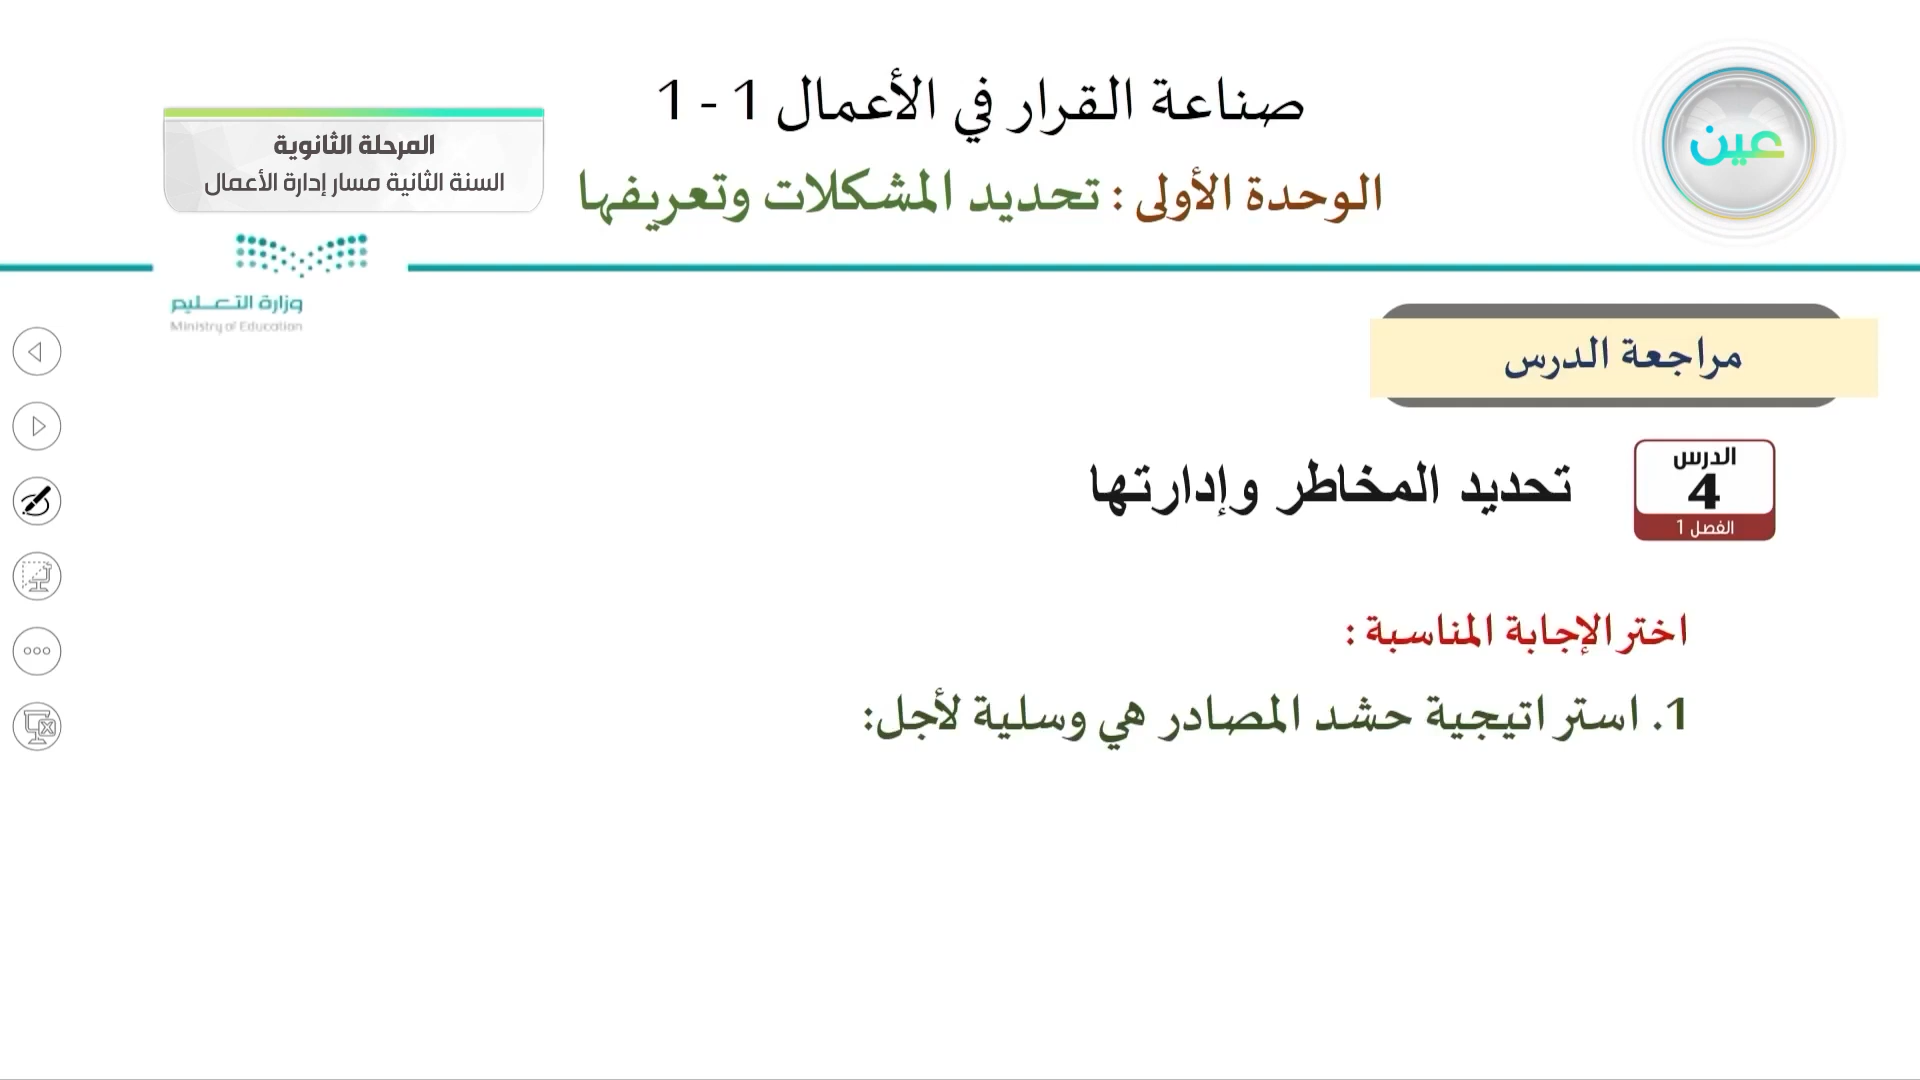 صناعة القرار في الأعمال 1 - 1
الوحدة الأولى : تحديد المشكلات وتعريفها
عين
المرحلة الثانوية
السنة الثانية مسار إدارة الأعمال
وزارة التعليم
Ministry of Education
مراجعة الدرس
الدرس
4
الفصل 1
تحديد المخاطر وإدارتها
اختر الإجابة المناسبة :
1. استراتيجية حشد المصادر هي وسلية لأجل: